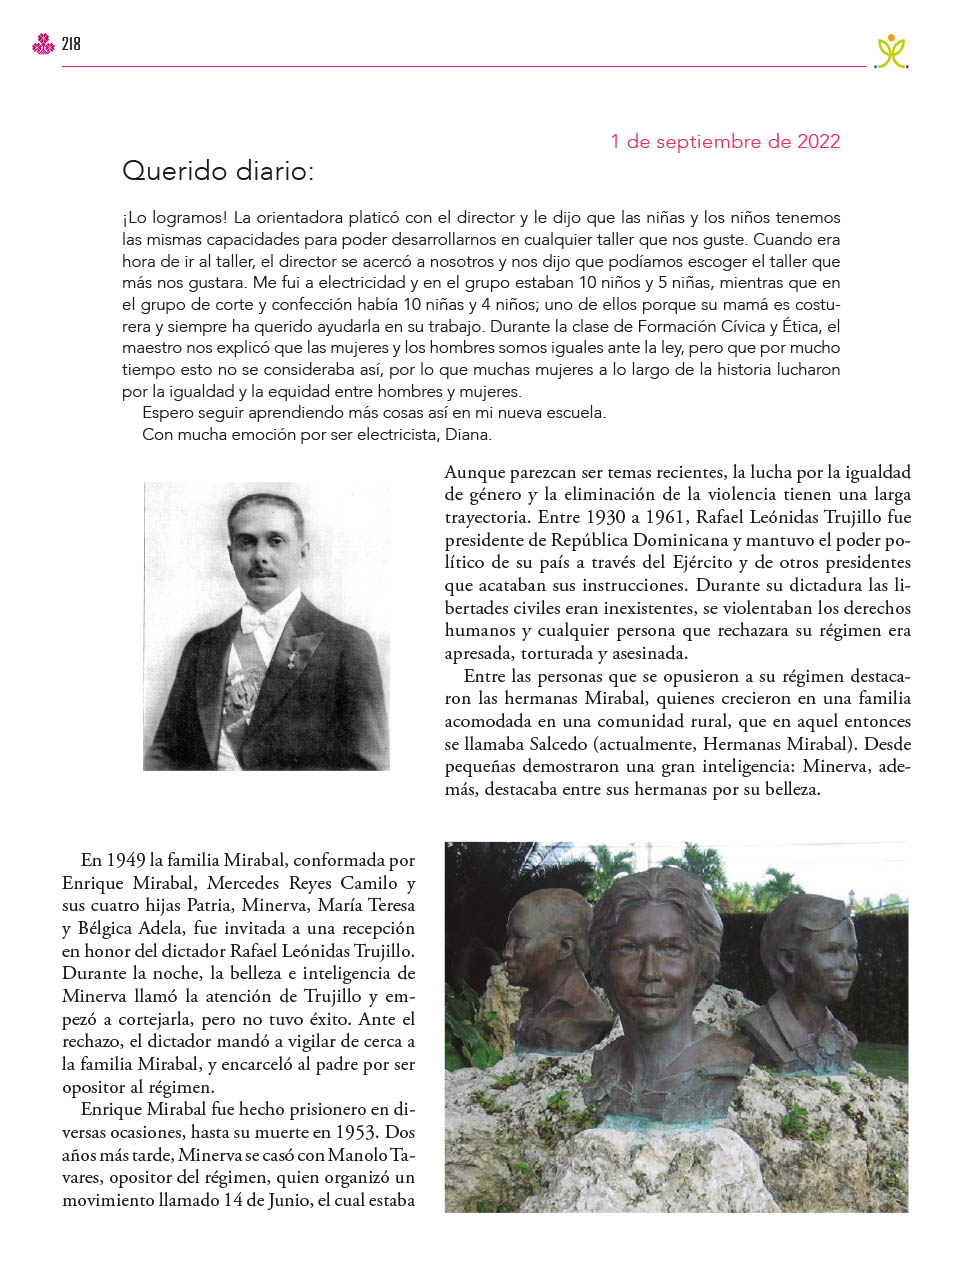 218
1 de septiembre de 2022
Querido diario:
¡Lo logramos! La orientadora platicó con el director y le dijo que las niñas y los niños tenemos
las mismas capacidades para poder desarrollarnos en cualquier taller que nos guste. Cuando era
hora de ir al taller, el director se acercó a nosotros y nos dijo que podíamos escoger el taller que
más nos gustara. Me fui a electricidad y en el grupo estaban 10 niños y 5 niñas, mientras que en
el grupo de corte y confección había 10 niñas y 4 niños; uno de ellos porque su mamá es costu-
rera y siempre ha querido ayudarla en su trabajo. Durante la clase de Formación Cívica y Ética, el
maestro nos explicó que las mujeres y los hombres somos iguales ante la ley, pero que por mucho
tiempo esto no se consideraba así, por lo que muchas mujeres a lo largo de la historia lucharon
por la igualdad y la equidad entre hombres y mujeres.
Espero seguir aprendiendo más cosas así en mi nueva escuela.
Con mucha emoción por ser electricista, Diana.
Aunque parezcan ser temas recientes, la lucha por la igualdad
de género y la eliminación de la violencia tienen una larga
trayectoria. Entre 1930 a 1961, Rafael Leónidas Trujillo fue
presidente de República Dominicana y mantuvo el poder po-
lítico de su país a través del Ejército y de otros presidentes
que acataban sus instrucciones. Durante su dictadura las li-
bertades civiles eran inexistentes, se violentaban los derechos
humanos y cualquier persona que rechazara su régimen era
apresada, torturada y asesinada.
Entre las personas que se opusieron a su régimen destaca-
ron las hermanas Mirabal, quienes crecieron en una familia
acomodada en una comunidad rural, que en aquel entonces
se llamaba Salcedo (actualmente, Hermanas Mirabal). Desde
pequeñas demostraron una gran inteligencia: Minerva, ade-
más, destacaba entre sus hermanas por su belleza.
En 1949 la familia Mirabal, conformada por
Enrique Mirabal, Mercedes Reyes Camilo y
sus cuatro hijas Patria, Minerva, María Teresa
y Bélgica Adela, fue invitada a una recepción
en honor del dictador Rafael Leónidas Trujillo.
Durante la noche, la belleza e inteligencia de
Minerva llamó la atención de Trujillo y em-
pezó a cortejarla, pero no tuvo éxito. Ante el
rechazo, el dictador mandó a vigilar de cerca a
la familia Mirabal, y encarceló al padre por ser
opositor al régimen.
Enrique Mirabal fue hecho prisionero en di-
versas ocasiones, hasta su muerte en 1953. Dos
años más tarde, Minerva se casó con Manolo Ta-
vares, opositor del régimen, quien organizó un
movimiento llamado 14 de Junio, el cual estaba